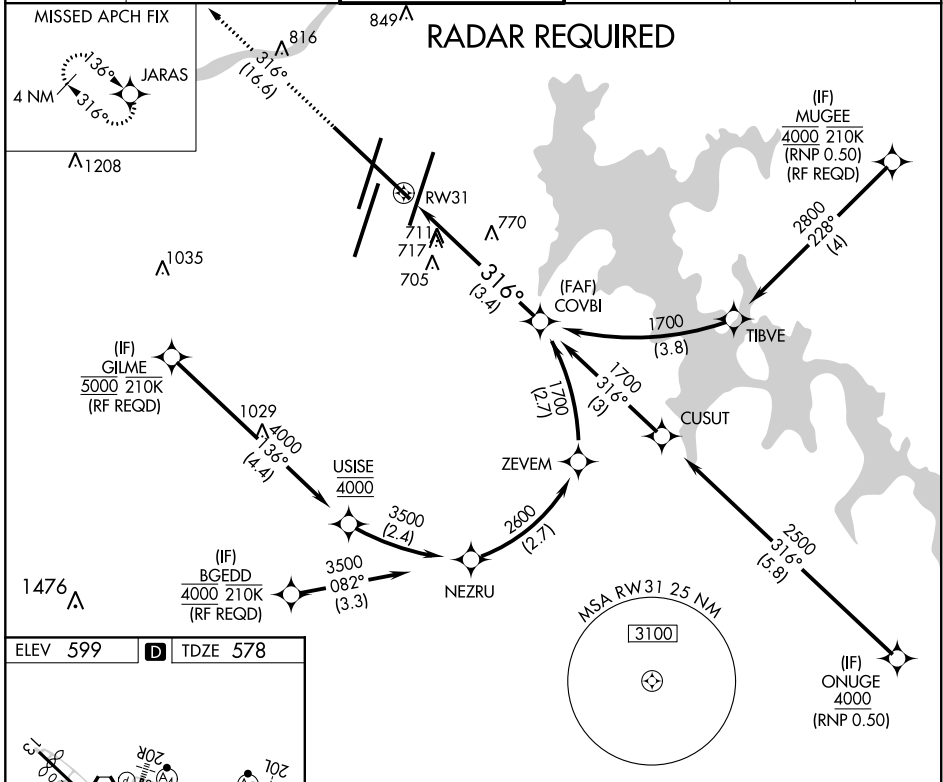 MISSED APCH FIX
136°
JARAS
4 NM
316°
849
816
316°
(16.6)
RADAR REQUIRED
(IF)
MUGEE
4000 210K
(RNP 0.50)
(RF REQD)
1208
RW31
2800
228°
(4)
711
717
705
770
1035
316°
(3.4)
(FAF)
COVBI
1700
(3.8)
TIBVE
(IF)
GILME
5000 210K
(RF REQD)
1700
(2.7)
1700
316°
(3)
CUSUT
1029
4000
136°
(4.4)
USISE
4000
ZEVEM
3500
(2.4)
2600
(2.7)
2500
316°
(5.8)
(IF)
BGEDD
4000 210K
(RF REQD)
3500
082°
(3.3)
NEZRU
1476
MSA RW31 25 NM
3100
(IF)
ONUGE
4000
(RNP 0.50)
ELEV 599
D
TDZE 578
13
20R
20L